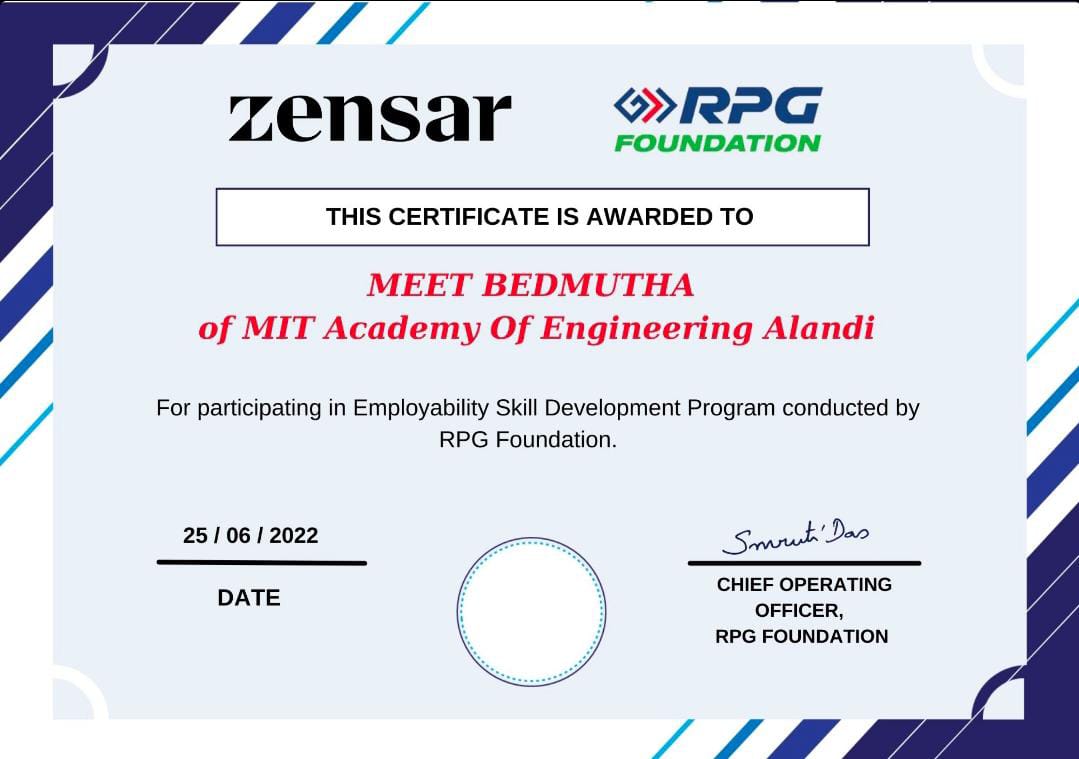 zensar
RPG
FOUNDATION
THIS CERTIFICATE IS AWARDED TO
MEET BEDMUTHA
of MIT Academy Of Engineering Alandi
For participating in Employability Skill Development Program conducted by
RPG Foundation.
25 / 06 / 2022
DATE
Smruti Das
CHIEF OPERATING
OFFICER,
RPG FOUNDATION